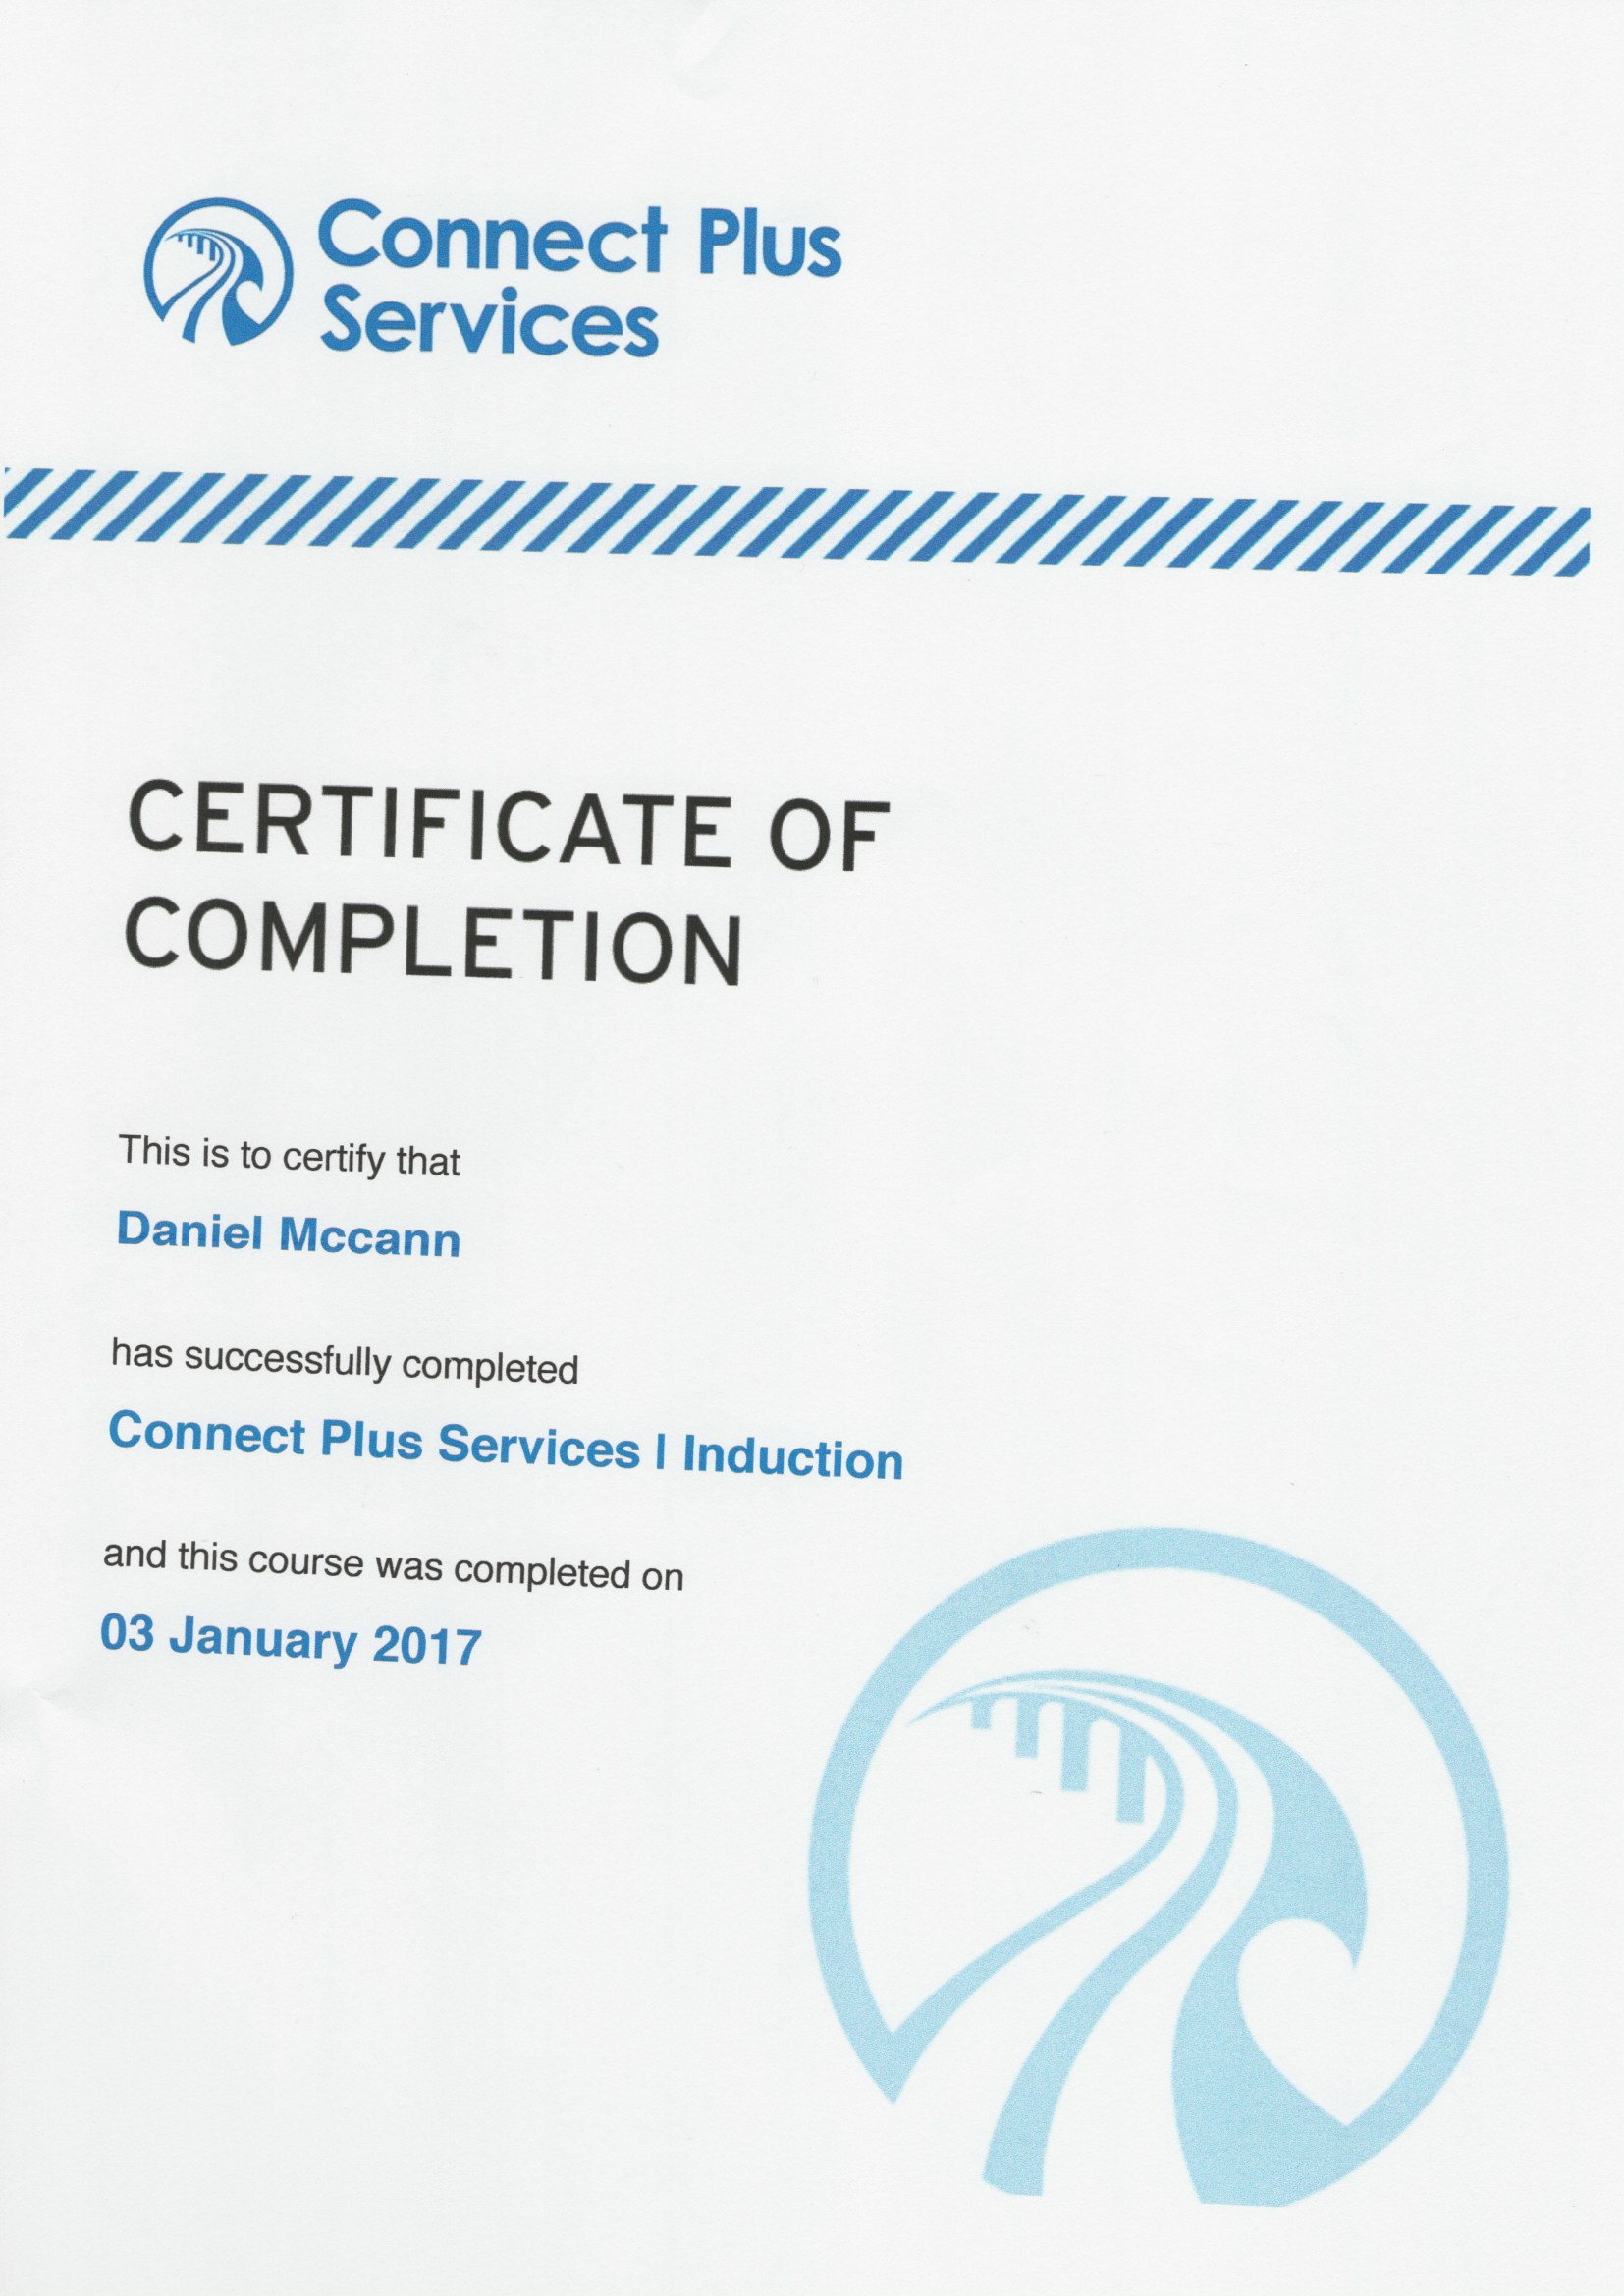 Connect Plus
Services
CERTIFICATE OF
COMPLETION
This is to certify that
Daniel Mccann
has successfully completed
Connect Plus Services | Induction
and this course was completed on
03 January 2017